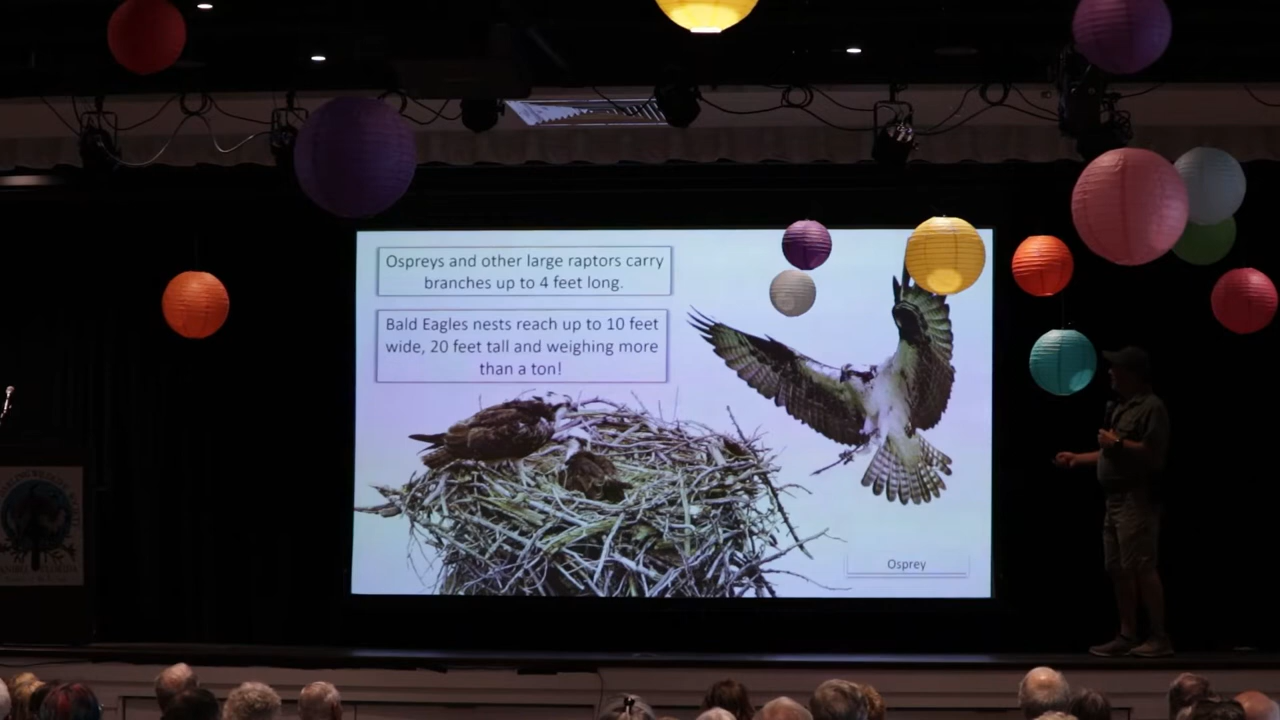 Ospreys and other large raptors carry
branches up to 4 feet long.
Bald Eagles nests reach up to 10 feet
wide, 20 feet tall and weighing more
than a ton!
Osprey